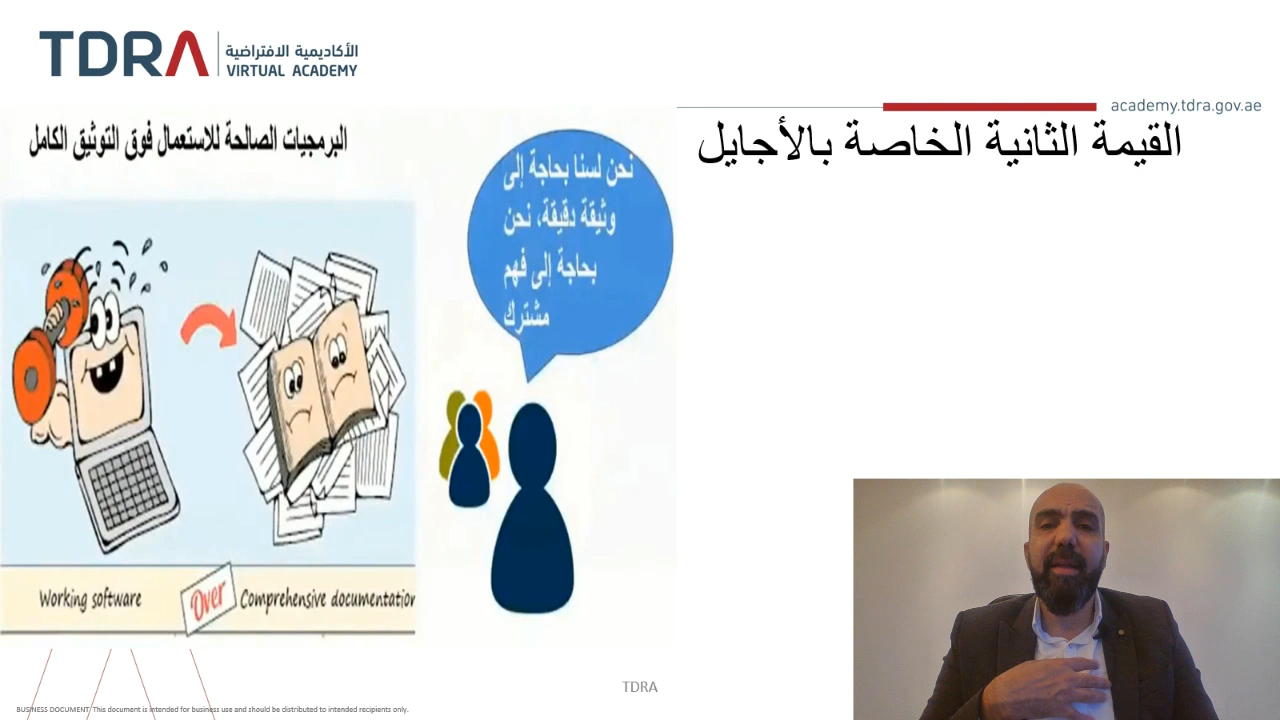 TDRA
الأكاديمية الافتراضية
VIRTUAL ACADEMY
academy.tdra.gov.ae
القيمة الثانية الخاصة بالأجايل
البرمجيات الصالحة للاستعمال فوق التوثيق الكامل
نحن لسنا بحاجة إلى
وثيقة دقيقة، نحن
بحاجة إلى فهم
مشترك
Working software Over Comprehensive documentation
TDRA
BUSINESS DOCUMENT This document is intended for business use and should be distributed to intended recipients only.